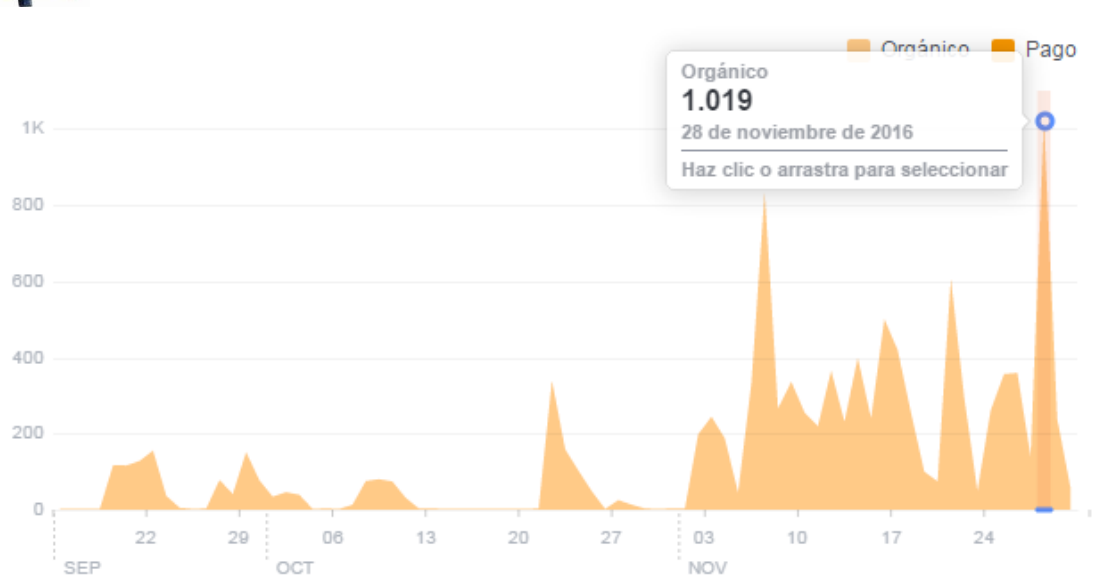 Orgánico Pago
Orgánico
1.019
28 de noviembre de 2016
Haz clic o arrastra para seleccionar
1K
800
600
400
200
0
22 29 06 13 20 27 03 10 17 24
SEP OCT NOV